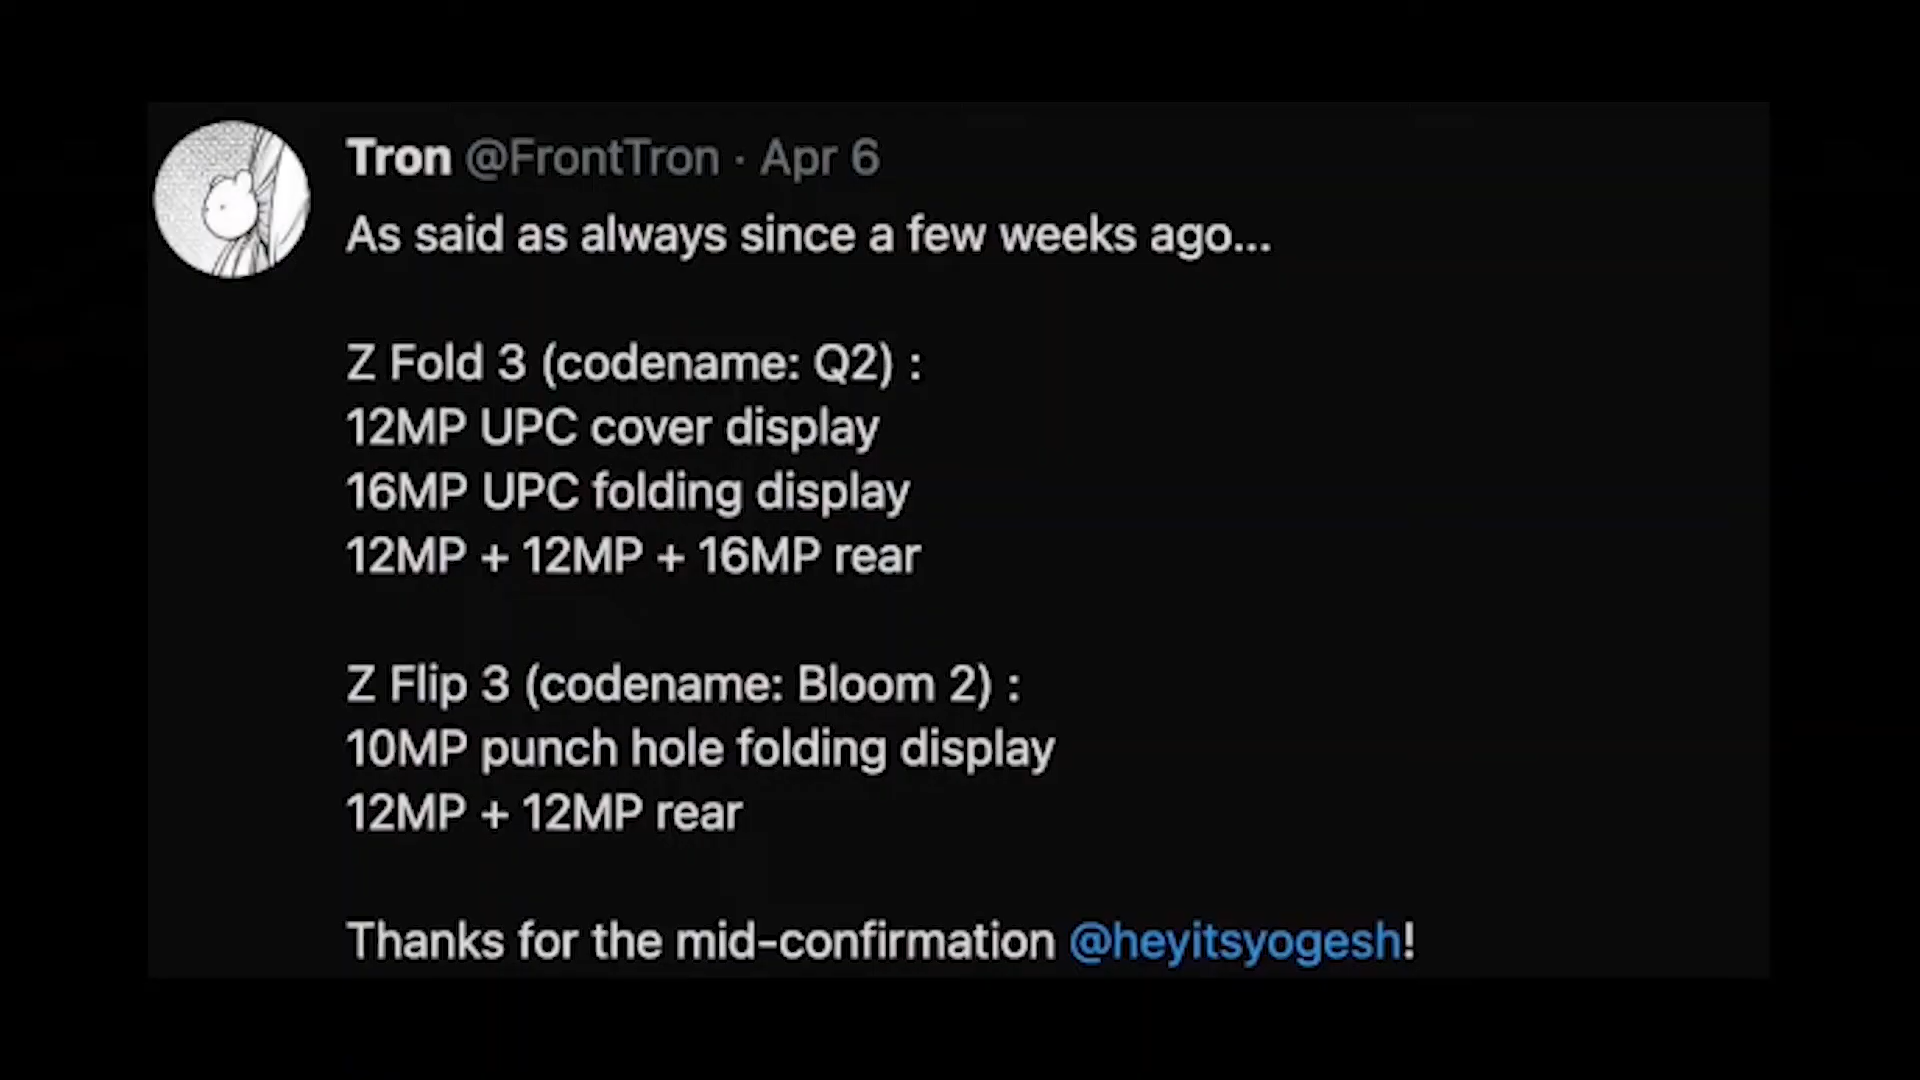 Tron @FrontTron · Apr 6
As said as always since a few weeks ago...
Z Fold 3 (codename: Q2) :
12MP UPC cover display
16MP UPC folding display
12MP + 12MP + 16MP rear
Z Flip 3 (codename: Bloom 2) :
10MP punch hole folding display
12MP + 12MP rear
Thanks for the mid-confirmation @heyitsyogesh!